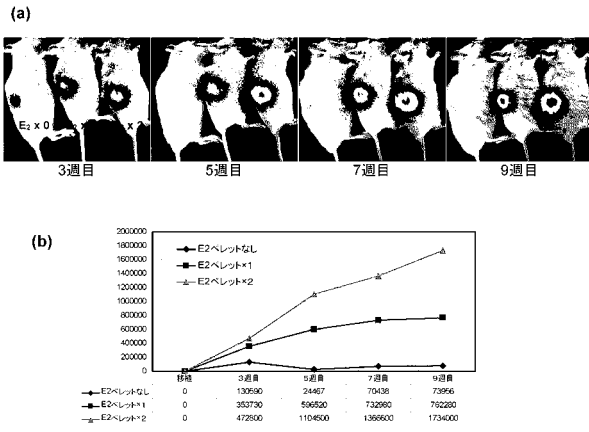 (a)
E₂ x 0
x
3週目
5週目
7週目
9週目
(b)
2000000
1800000
1600000
1400000
1200000
1000000
800000
600000
400000
200000
0
E2ペレットなし
E2ペレット×1
E2ペレット×2
移植 3週目 5週目 7週目 9週目
E2ペレットなし 0 130590 24467 70438 73956
E2ペレット×1 0 353730 596520 732980 762280
E2ペレット×2 0 472800 1104500 1366600 1734000